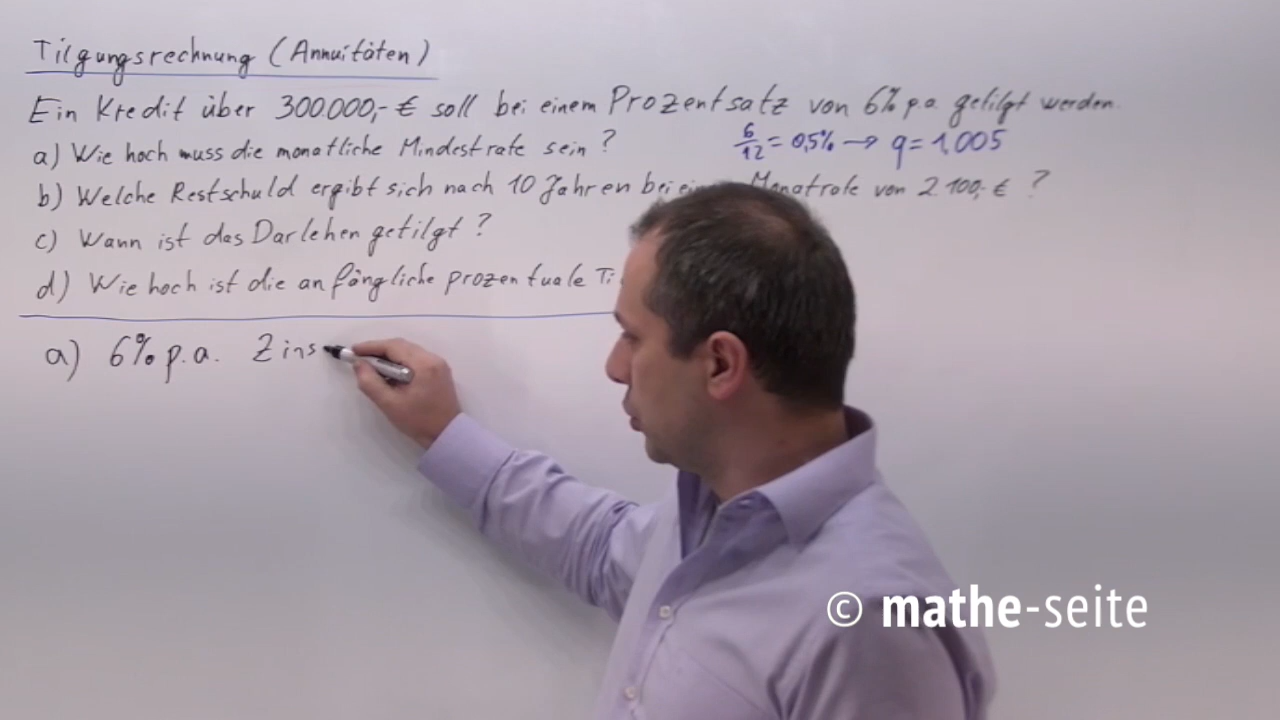 Tilgungsrechnung (Annuitäten)
Ein Kredit über 300.000,- € soll bei einem Prozentsatz von 6% p.a. getilgt werden.
a) Wie hoch muss die monatliche Mindestrate sein ?
6/12 = 0,5% → q = 1,005
b) Welche Restschuld ergibt sich nach 10 Jahren bei Monatrate von 2.100,- € ?
c) Wann ist das Darlehen getilgt ?
d) Wie hoch ist die anfängliche prozentuale
a) 6% p.a. Zins
© mathe-seite